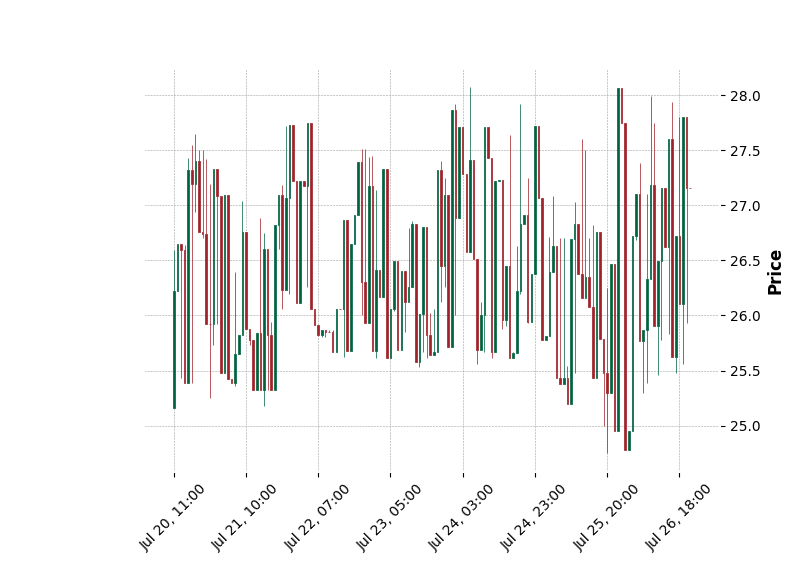 28.0
27.5
27.0
26.5
26.0
25.5
25.0
Price
Jul 20, 11:00
Jul 21, 10:00
Jul 22, 07:00
Jul 23, 05:00
Jul 24, 03:00
Jul 24, 23:00
Jul 25, 20:00
Jul 26, 18:00